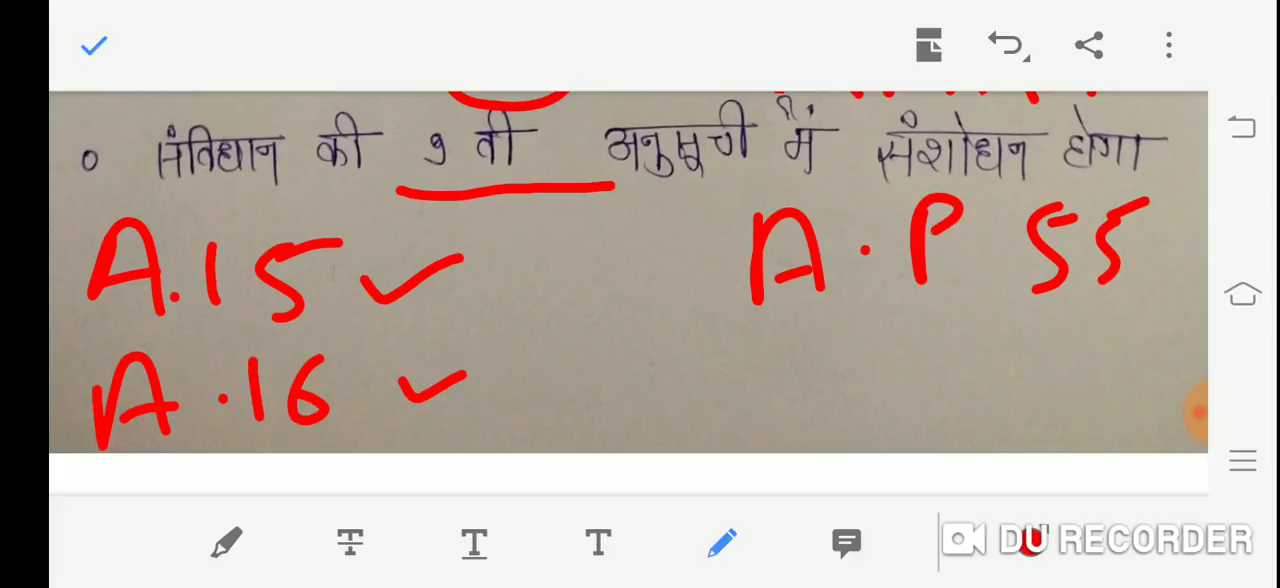 ० संविधान की 9 वी अनुसूची में संशोधन होगा
A.15 ✓ A.P 55
A.16 ✓
DU RECORDER